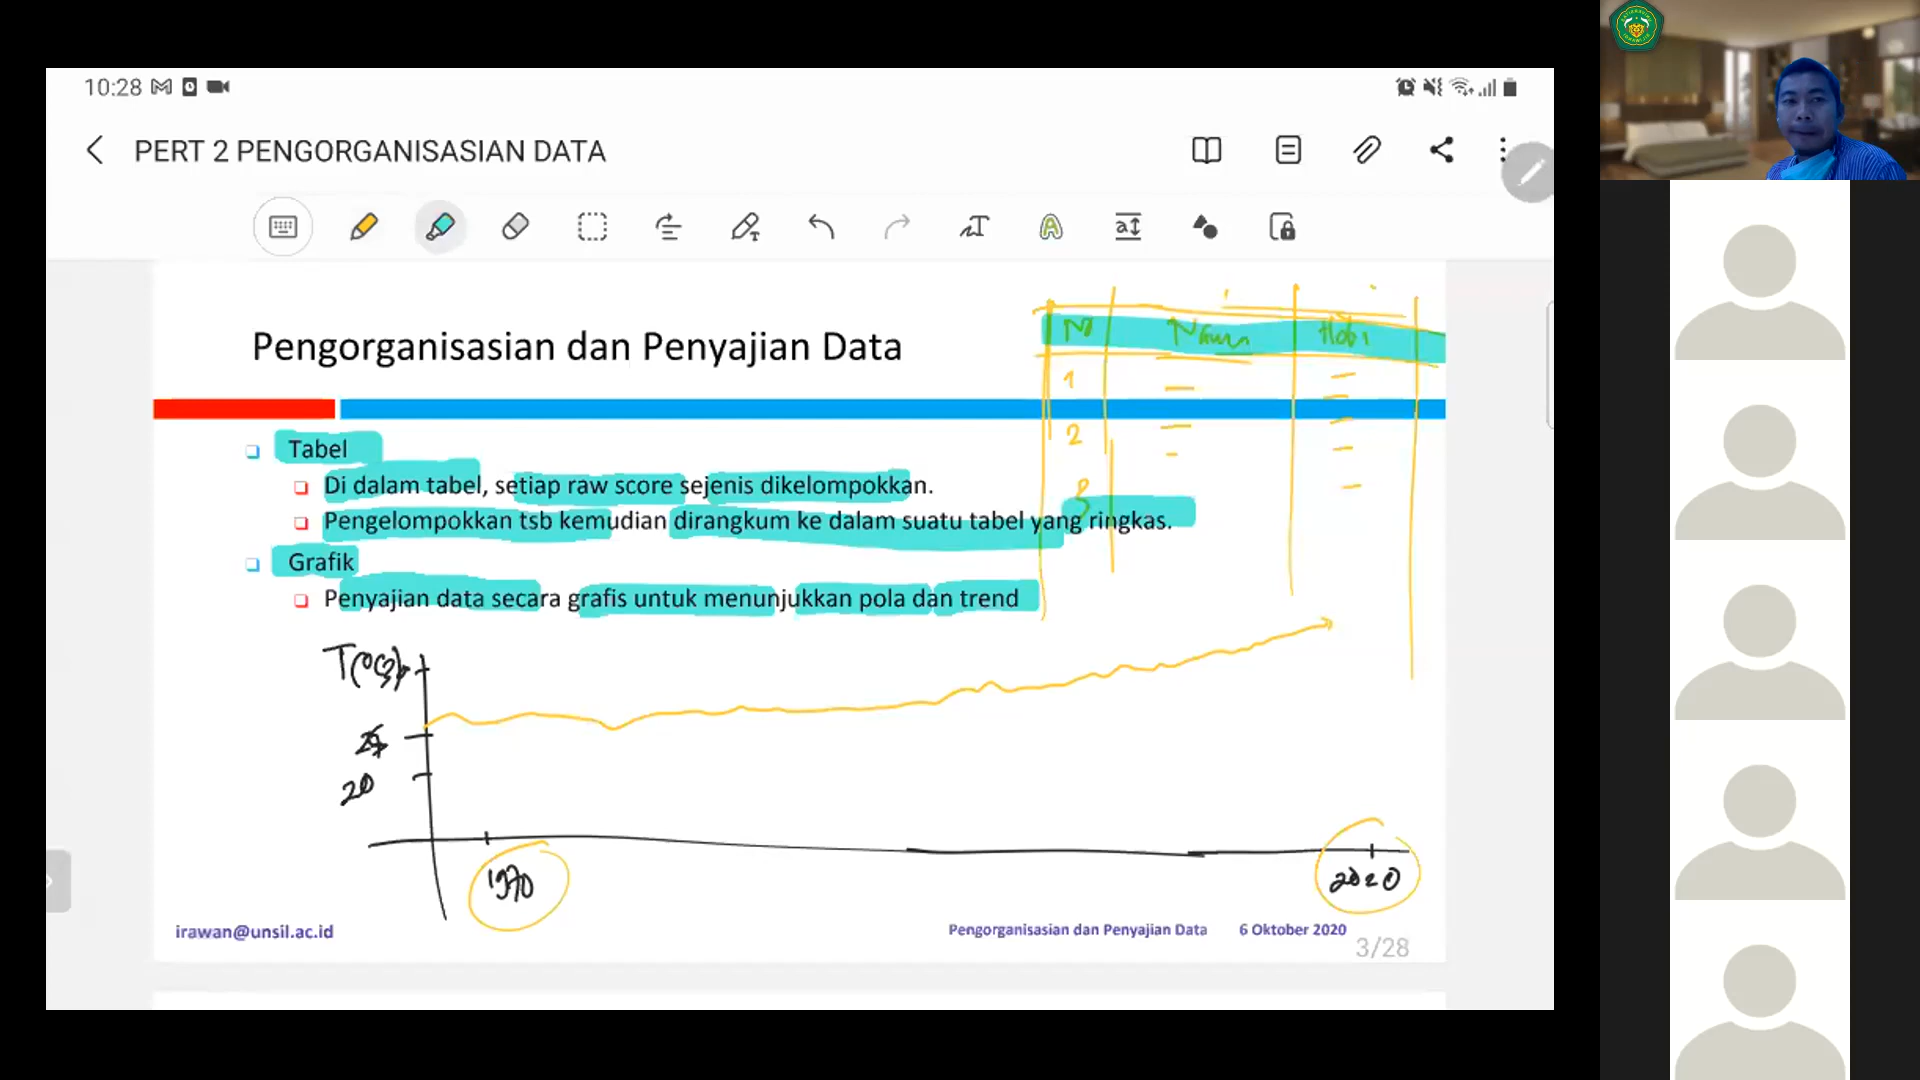 10:28
PERT 2 PENGORGANISASIAN DATA
Pengorganisasian dan Penyajian Data
No Nama Hobi
1
2
3
Tabel
Di dalam tabel, setiap raw score sejenis dikelompokkan.
Pengelompokkan tsb kemudian dirangkum ke dalam suatu tabel yang ringkas.
Grafik
Penyajian data secara grafis untuk menunjukkan pola dan trend
20
1970
2020
irawan@unsil.ac.id
Pengorganisasian dan Penyajian Data 6 Oktober 2020
3/28